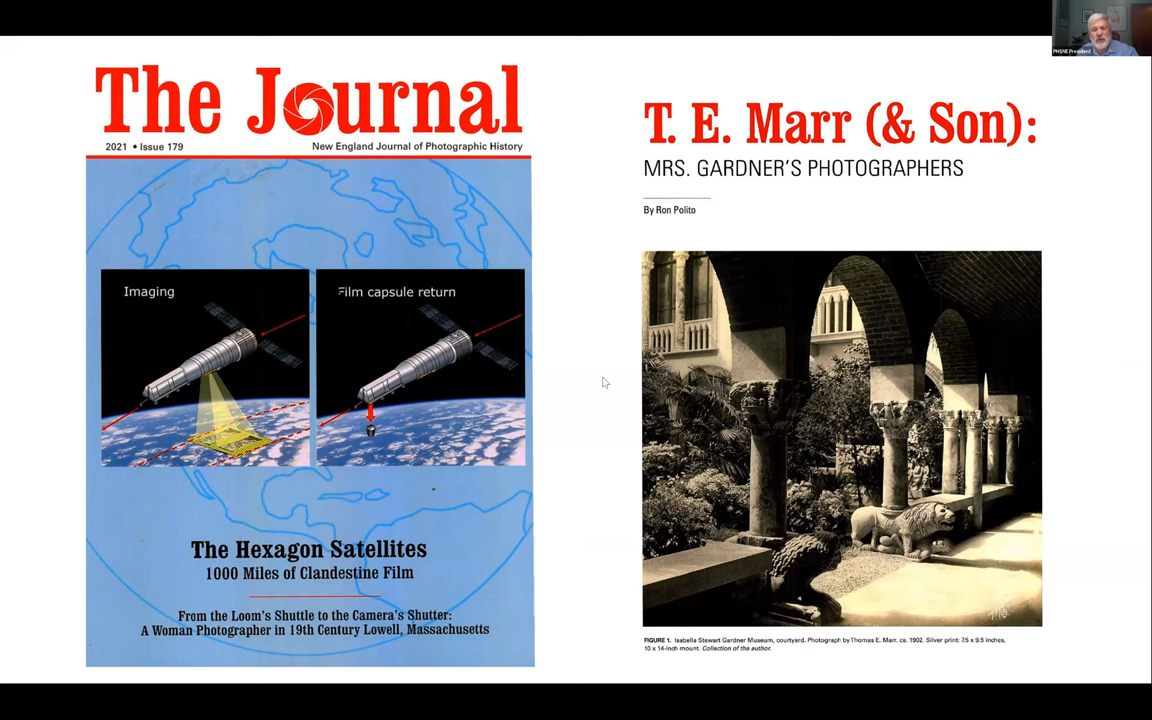 The Journal
2021 • Issue 179
New England Journal of Photographic History
Imaging
Film capsule return
The Hexagon Satellites
1000 Miles of Clandestine Film
From the Loom's Shuttle to the Camera's Shutter:
A Woman Photographer in 19th Century Lowell, Massachusetts
T. E. Marr (& Son):
MRS. GARDNER'S PHOTOGRAPHERS
By Ron Polito
FIGURE 1. Isabella Stewart Gardner Museum, courtyard. Photograph by Thomas E. Marr. ca. 1902. Silver print: 7.5 x 9.5 inches,
10 x 14-inch mount. Collection of the author.
PHSNE President